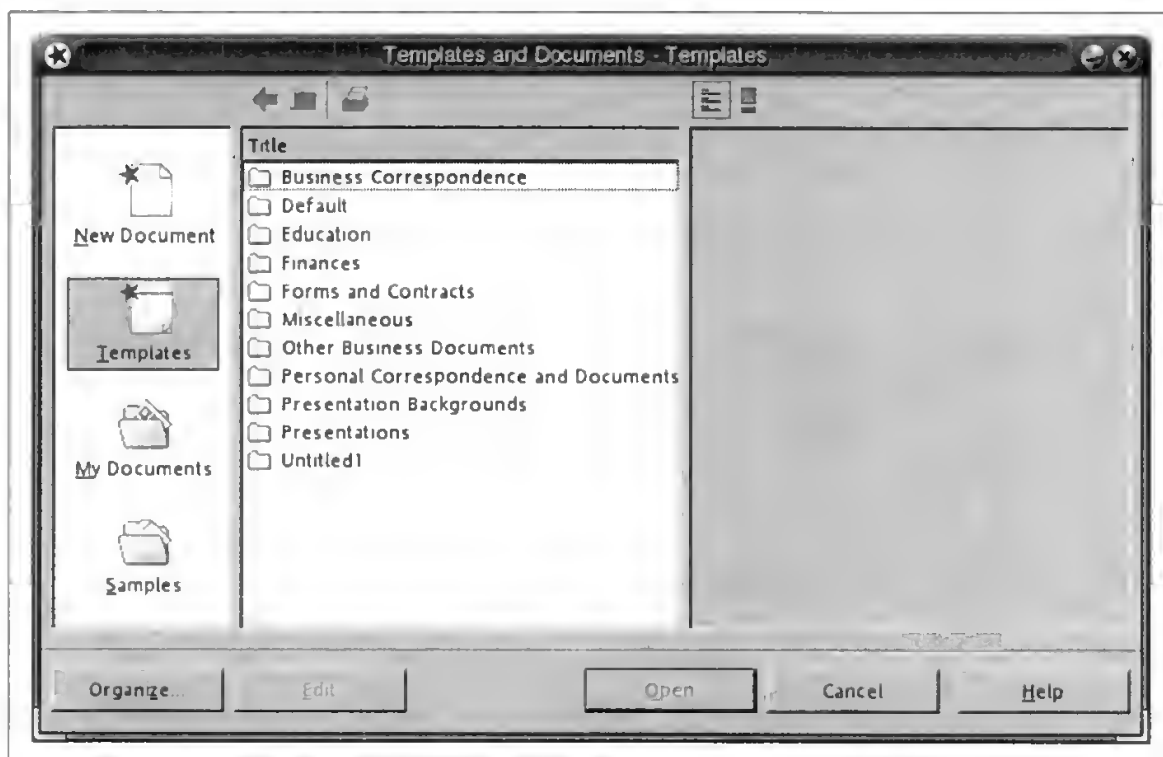 Templates and Documents - Templates
New Document
Templates
My Documents
Samples
Title
Business Correspondence
Default
Education
Finances
Forms and Contracts
Miscellaneous
Other Business Documents
Personal Correspondence and Documents
Presentation Backgrounds
Presentations
Untitled1
Organize...
Edit
Open
Cancel
Help